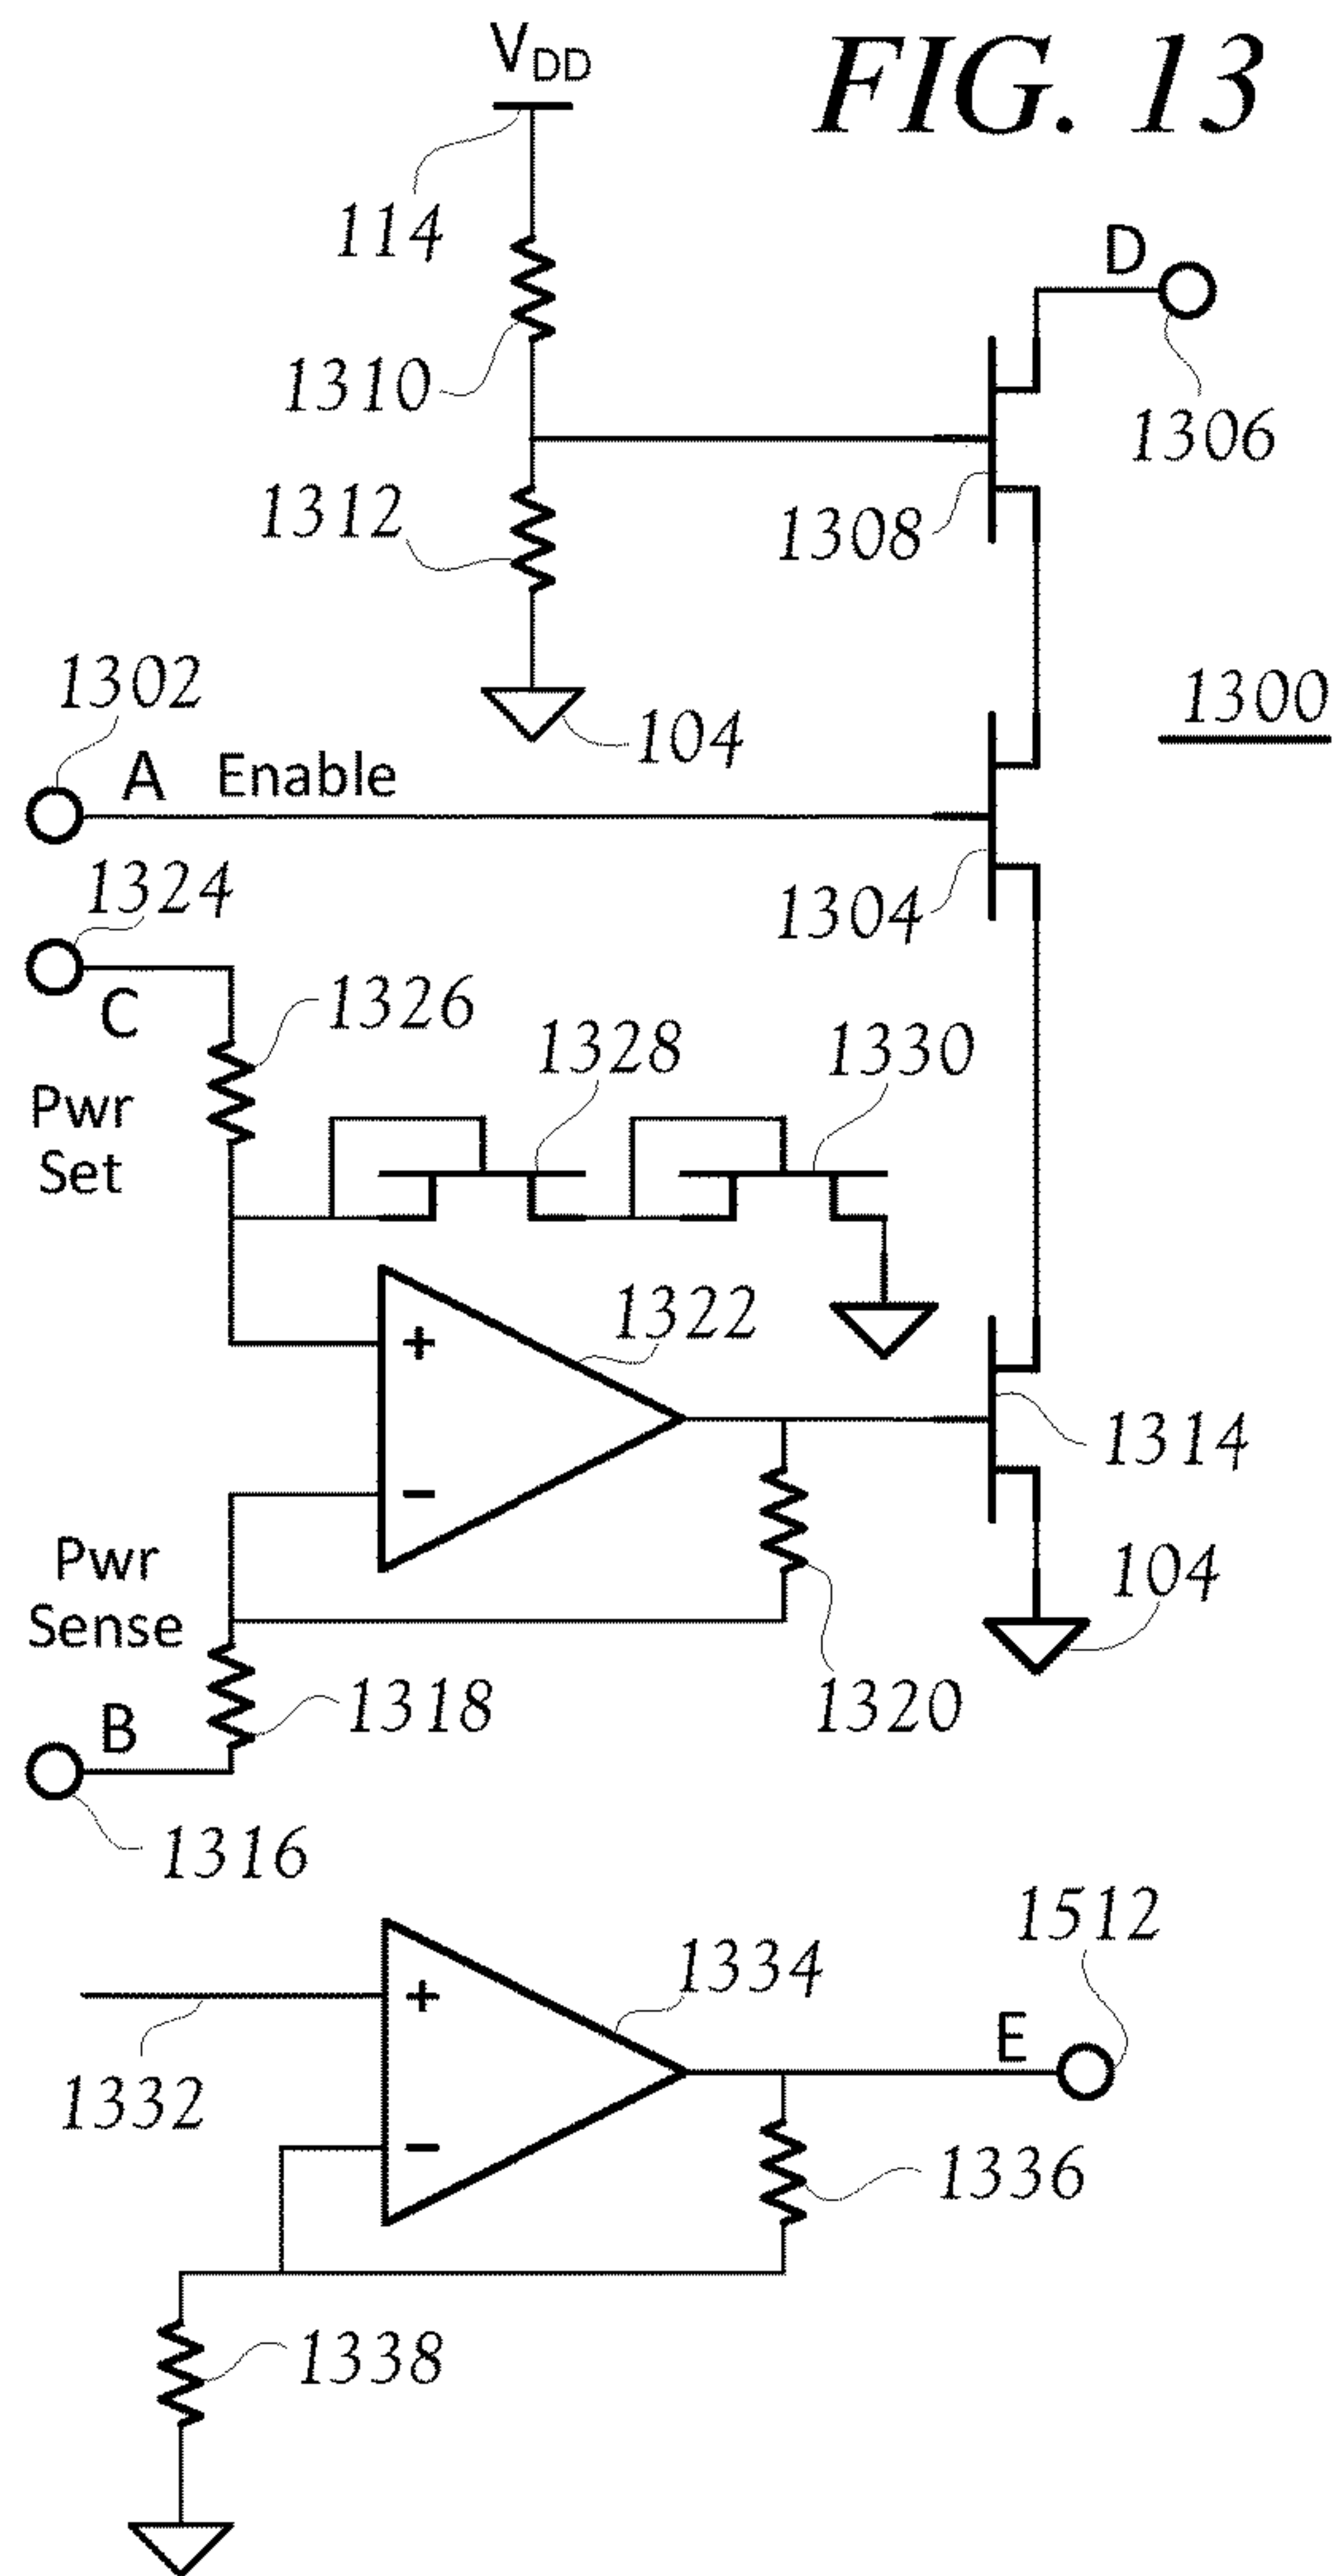 FIG. 13
VDD
114
D
1310
1306
1312
1308
1302
104
1300
A Enable
1324
1304
C
1326
1328
1330
Pwr
Set
+
1322
1314
−
Pwr
Sense
104
1318
1320
B
1316
1512
+
1334
E
1332
−
1336
1338